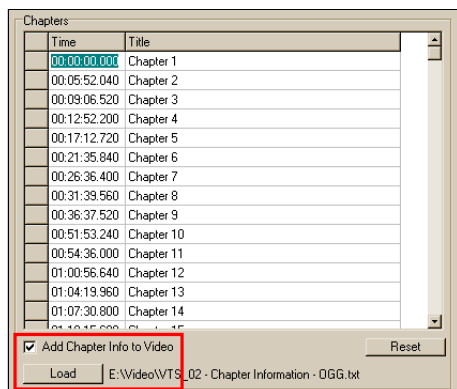 Chapters
Time Title
00:00:00.000 Chapter 1
00:05:52.040 Chapter 2
00:09:06.520 Chapter 3
00:12:52.200 Chapter 4
00:17:12.720 Chapter 5
00:21:35.840 Chapter 6
00:26:36.400 Chapter 7
00:31:39.560 Chapter 8
00:36:37.520 Chapter 9
00:51:53.240 Chapter 10
00:54:36.000 Chapter 11
01:00:56.640 Chapter 12
01:04:19.960 Chapter 13
01:07:30.800 Chapter 14
Add Chapter Info to Video Reset
Load E:\Video\VTS_02 - Chapter Information - OGG.txt